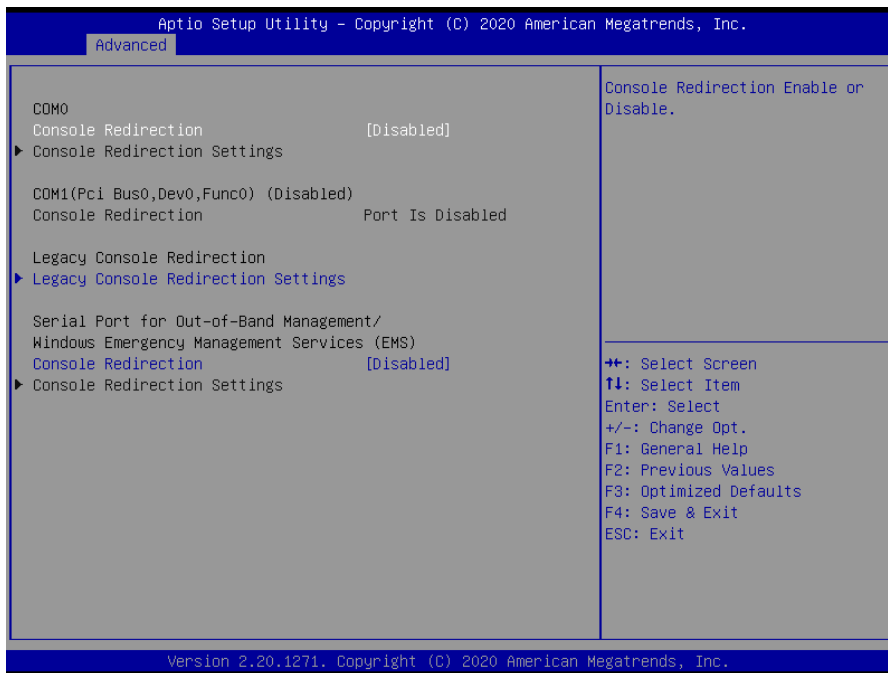 Aptio Setup Utility – Copyright (C) 2020 American Megatrends, Inc.
Advanced
COM0
Console Redirection [Disabled]
▶ Console Redirection Settings
COM1(Pci Bus0,Dev0,Func0) (Disabled)
Console Redirection Port Is Disabled
Legacy Console Redirection
▶ Legacy Console Redirection Settings
Serial Port for Out-of-Band Management/
Windows Emergency Management Services (EMS)
Console Redirection [Disabled]
▶ Console Redirection Settings
Console Redirection Enable or
Disable.
→←: Select Screen
↑↓: Select Item
Enter: Select
+/-: Change Opt.
F1: General Help
F2: Previous Values
F3: Optimized Defaults
F4: Save & Exit
ESC: Exit
Version 2.20.1271. Copyright (C) 2020 American Megatrends, Inc.